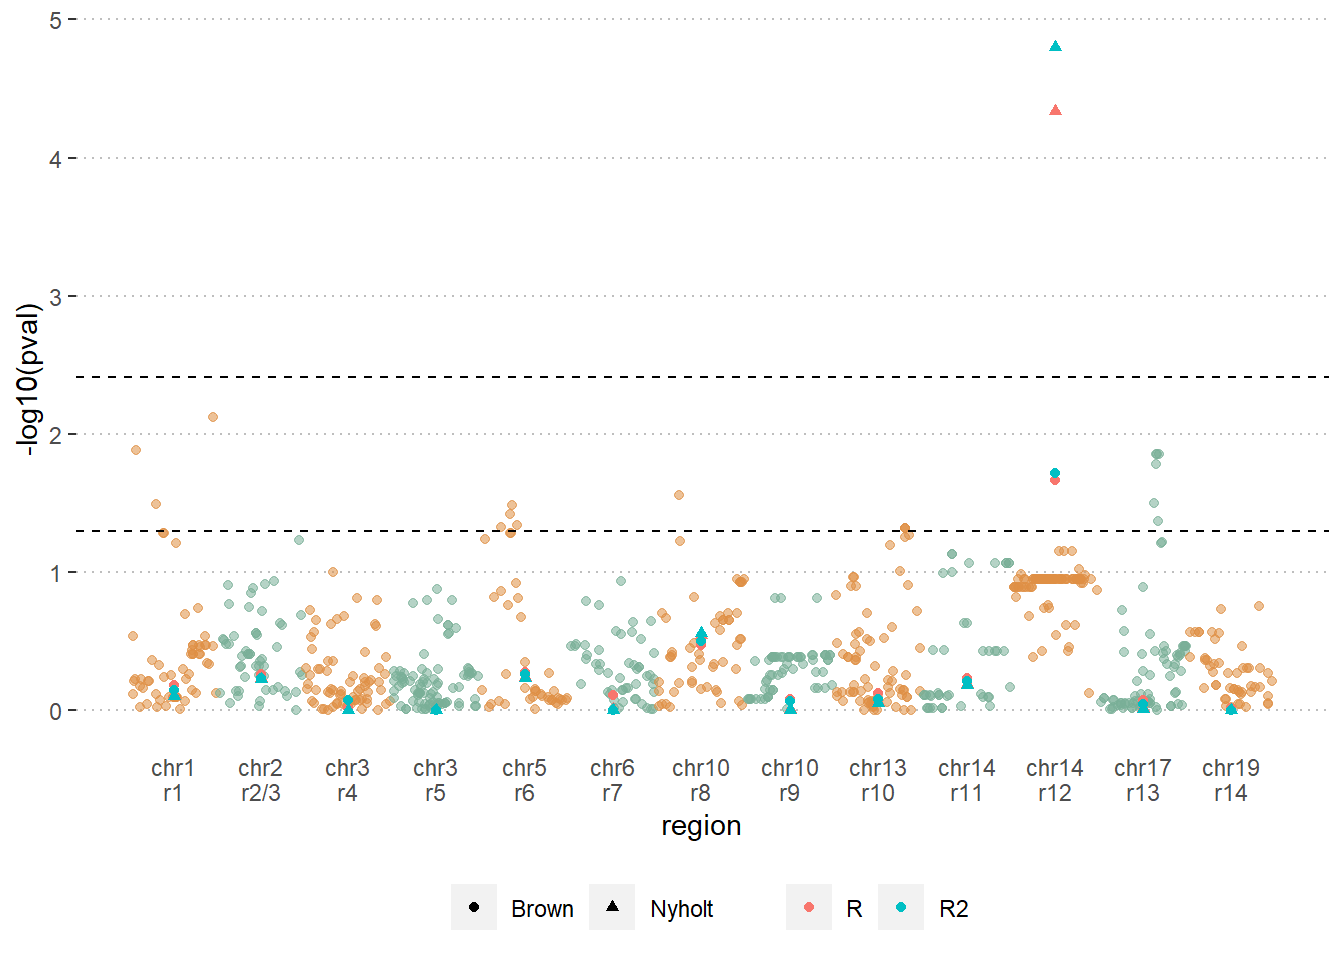 -log10(pval)
5
4
3
2
1
0
chr1 chr2 chr3 chr3 chr5 chr6 chr10 chr10 chr13 chr14 chr14 chr17 chr19
r1 r2/3 r4 r5 r6 r7 r8 r9 r10 r11 r12 r13 r14
region
Brown Nyholt R R2